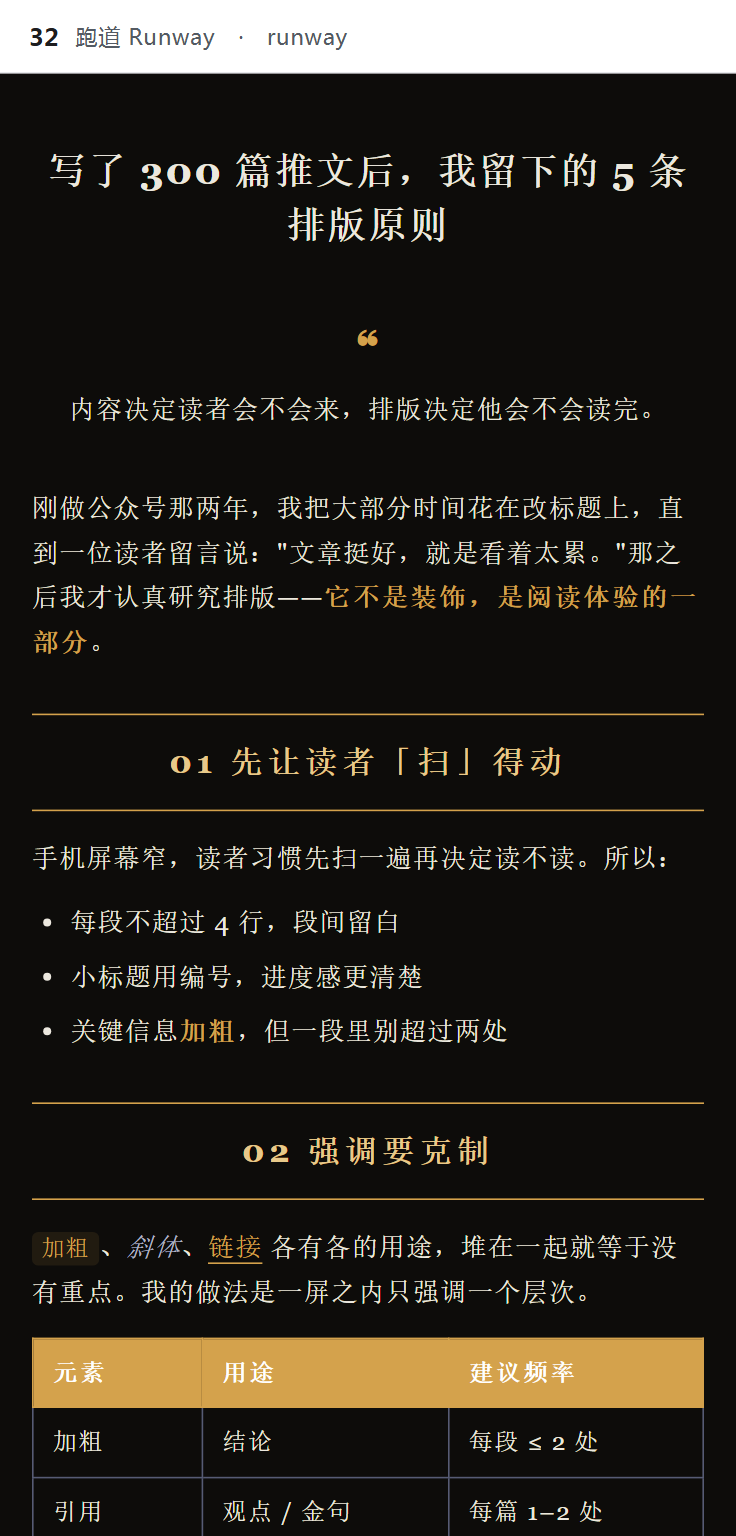 32 跑道 Runway · runway
写了 300 篇推文后，我留下的 5 条
排版原则
❝
内容决定读者会不会来，排版决定他会不会读完。
刚做公众号那两年，我把大部分时间花在改标题上，直
到一位读者留言说："文章挺好，就是看着太累。"那之
后我才认真研究排版——它不是装饰，是阅读体验的一
部分。
01 先让读者「扫」得动
手机屏幕窄，读者习惯先扫一遍再决定读不读。所以：
• 每段不超过 4 行，段间留白
• 小标题用编号，进度感更清楚
• 关键信息加粗，但一段里别超过两处
02 强调要克制
加粗、斜体、链接 各有各的用途，堆在一起就等于没
有重点。我的做法是一屏之内只强调一个层次。
元素 用途 建议频率
加粗 结论 每段 ≤ 2 处
引用 观点 / 金句 每篇 1–2 处